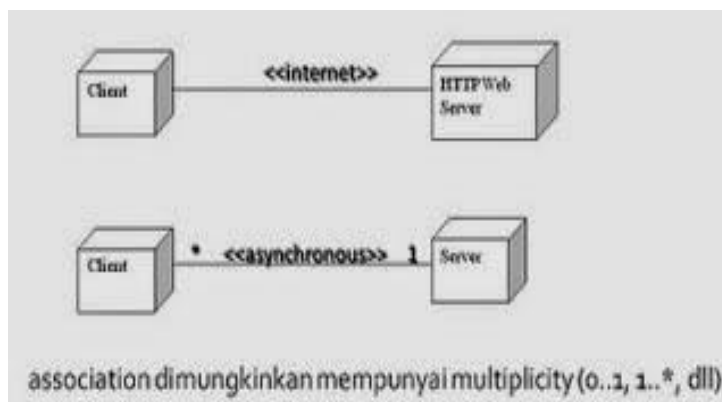 <<internet>>
Client
HTTP Web
Server
* <<asynchronous>> 1
Client
Server
association dimungkinkan mempunyai multiplicity (0..1, 1..*, dll)